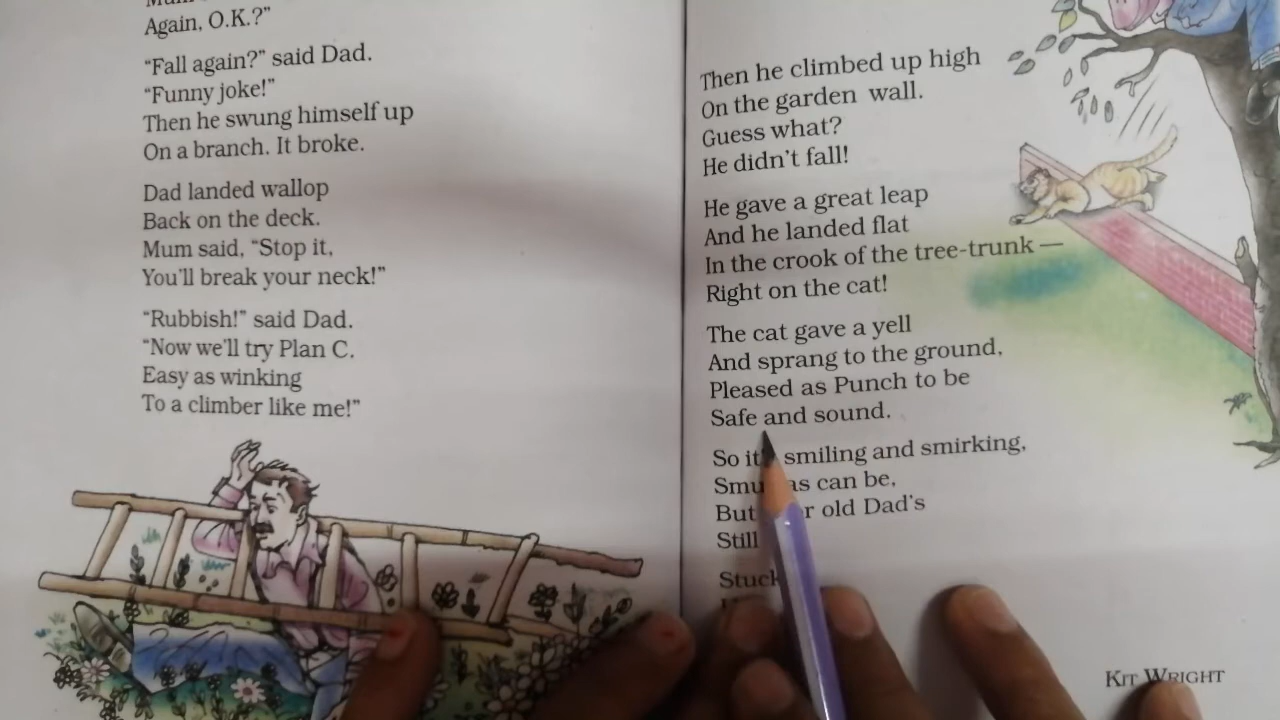 Again, O.K.?"
"Fall again?" said Dad.
"Funny joke!"
Then he swung himself up
On a branch. It broke.
Dad landed wallop
Back on the deck.
Mum said, "Stop it,
You'll break your neck!"
"Rubbish!" said Dad.
"Now we'll try Plan C.
Easy as winking
To a climber like me!"
Then he climbed up high
On the garden wall.
Guess what?
He didn't fall!
He gave a great leap
And he landed flat
In the crook of the tree-trunk —
Right on the cat!
The cat gave a yell
And sprang to the ground,
Pleased as Punch to be
Safe and sound.
So smiling and smirking,
as can be,
But old Dad's
Still
Stuck
KIT WRIGHT